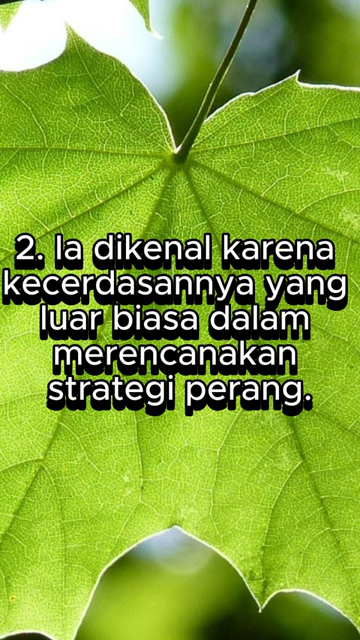 2. Ia dikenal karena
kecerdasannya yang
luar biasa dalam
merencanakan
strategi perang.